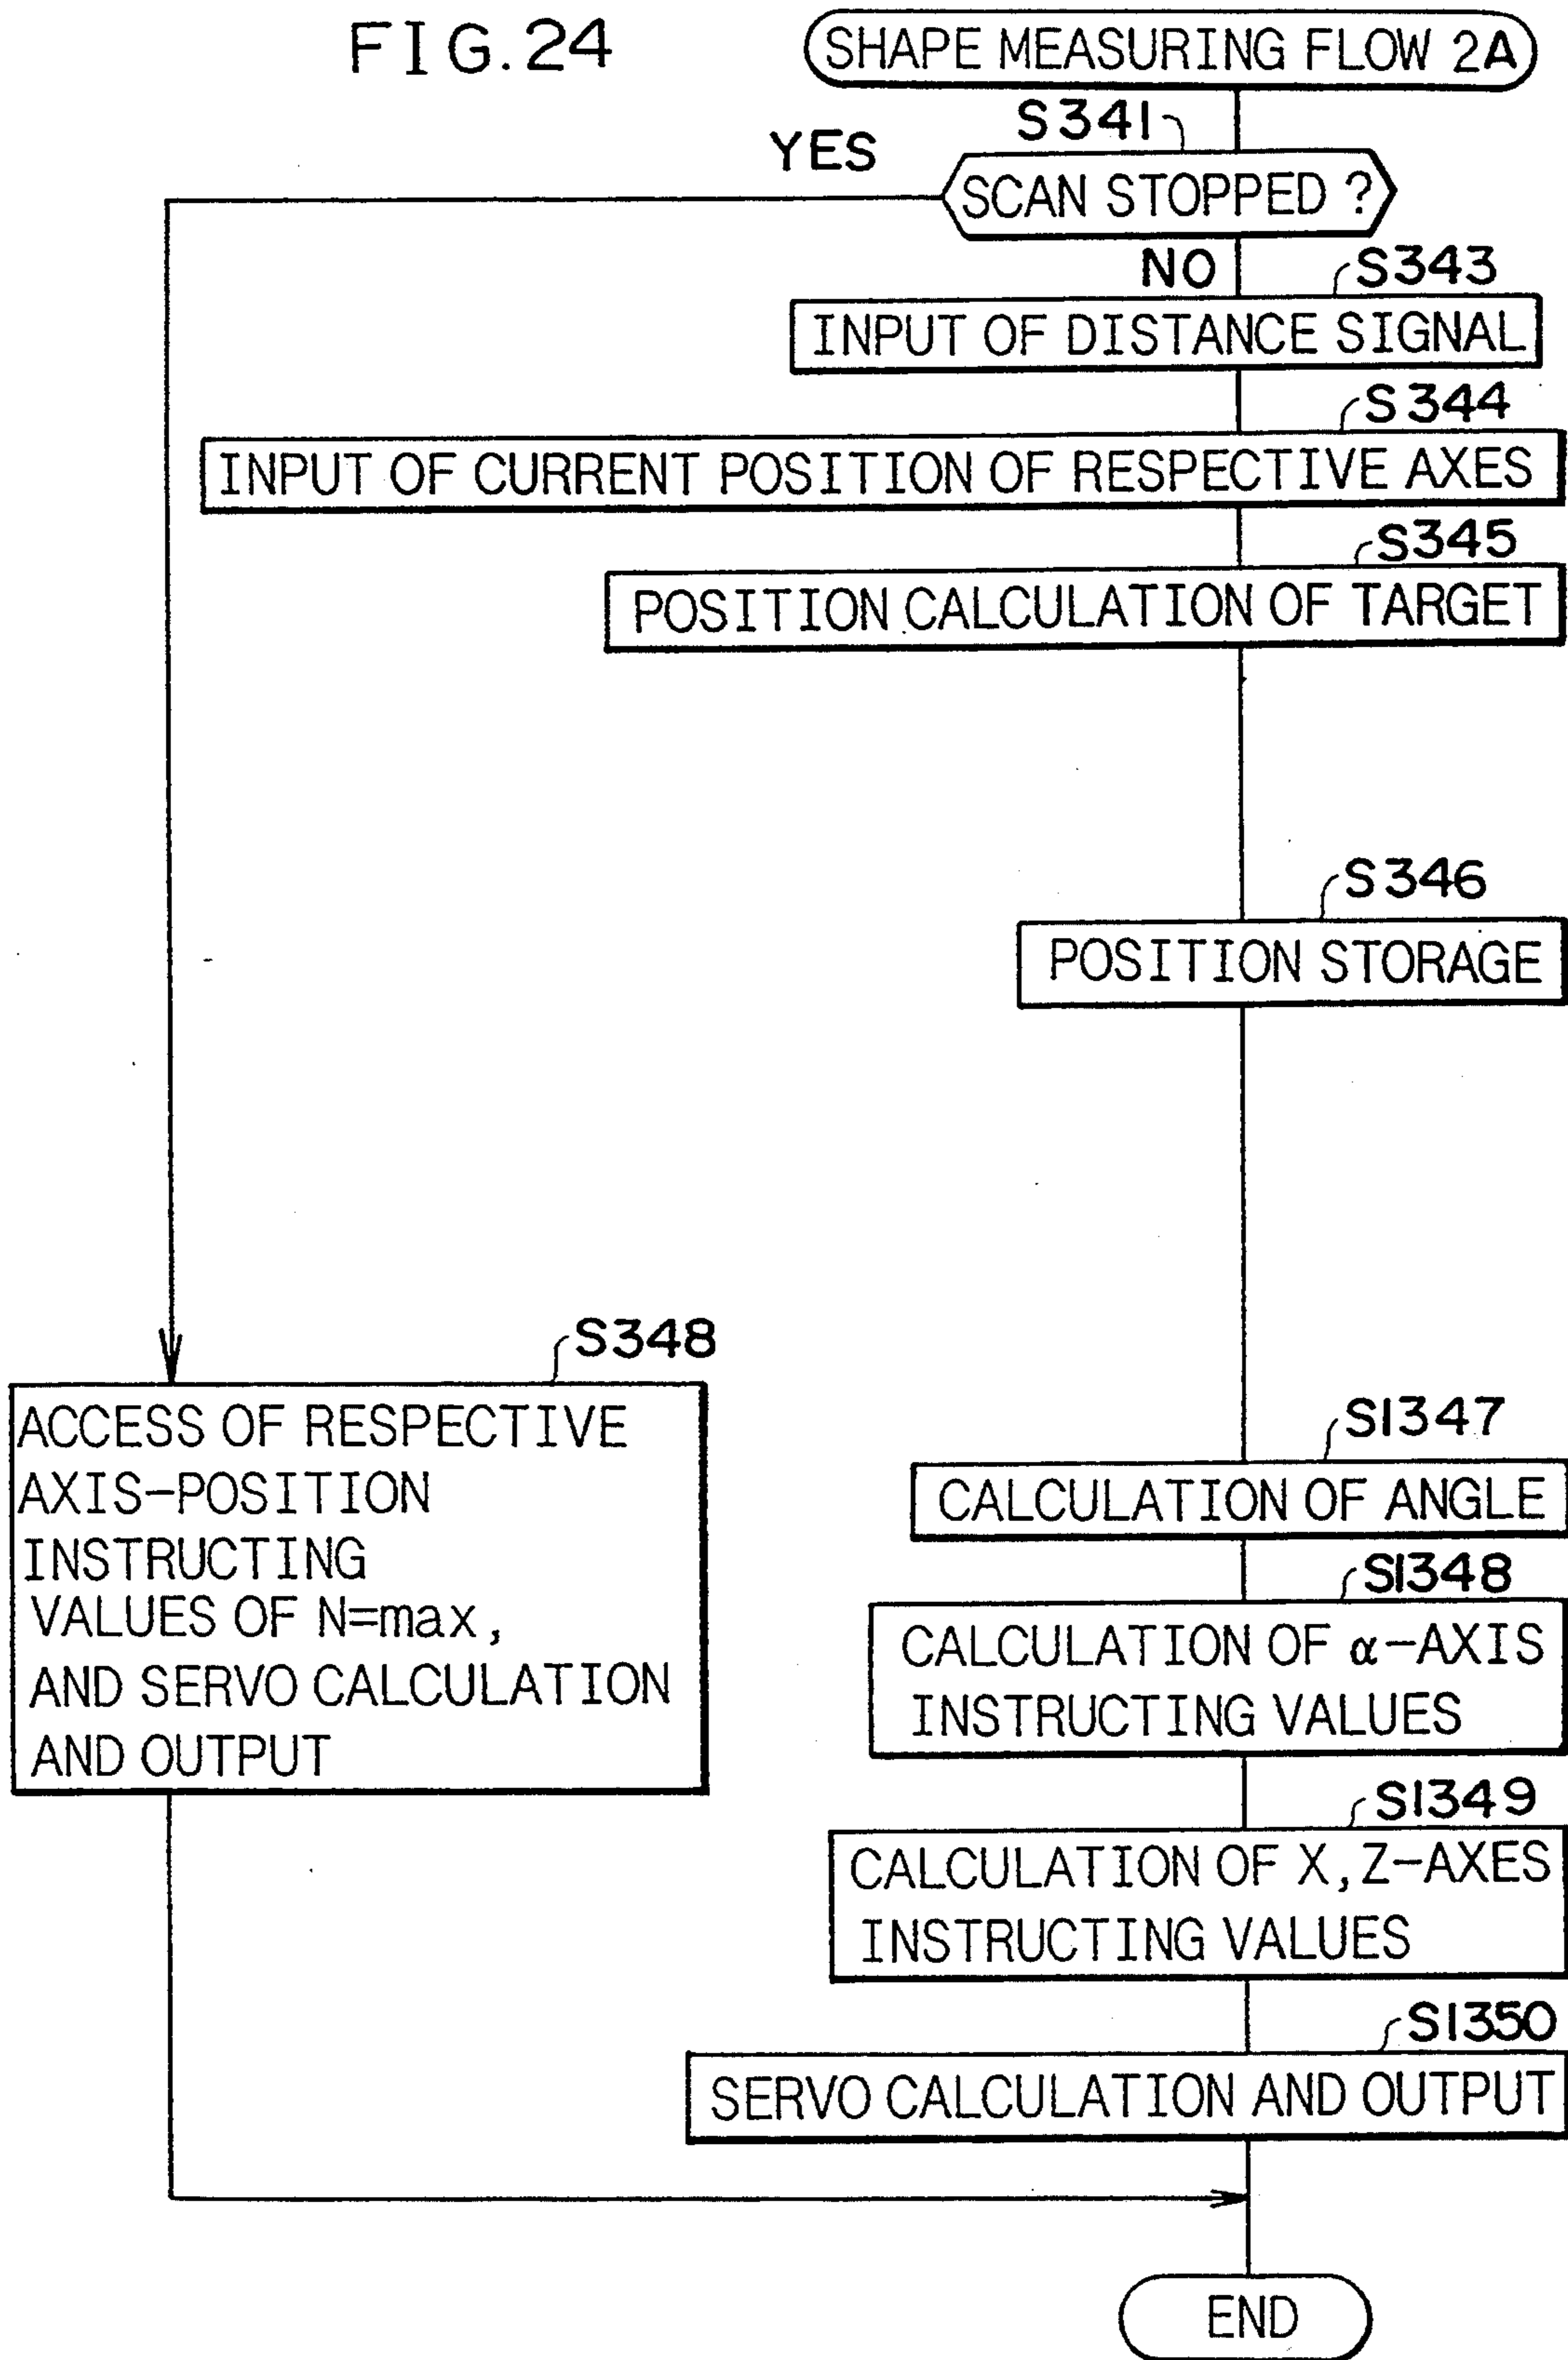 FIG.24
SHAPE MEASURING FLOW 2A
S341
YES
SCAN STOPPED ?
NO
S343
INPUT OF DISTANCE SIGNAL
S344
INPUT OF CURRENT POSITION OF RESPECTIVE AXES
S345
POSITION CALCULATION OF TARGET
S346
POSITION STORAGE
S348
ACCESS OF RESPECTIVE
AXIS-POSITION
INSTRUCTING
VALUES OF N=max,
AND SERVO CALCULATION
AND OUTPUT
S1347
CALCULATION OF ANGLE
S1348
CALCULATION OF α-AXIS
INSTRUCTING VALUES
S1349
CALCULATION OF X,Z-AXES
INSTRUCTING VALUES
S1350
SERVO CALCULATION AND OUTPUT
END